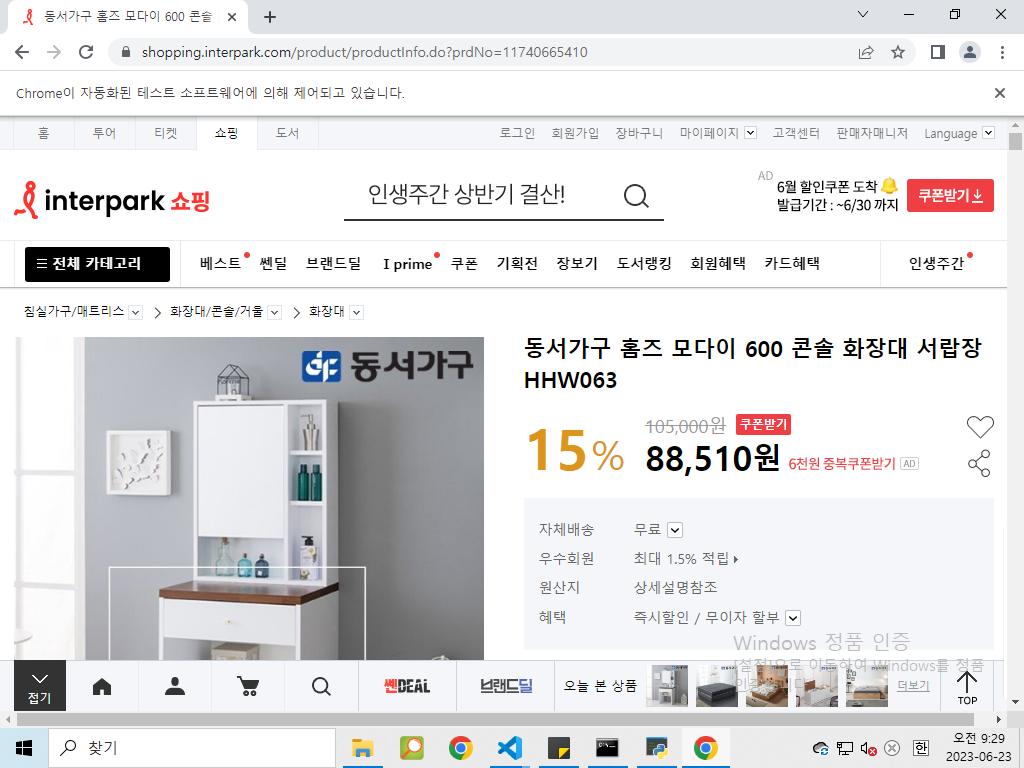 동서가구 홈즈 모다이 600 콘솔
shopping.interpark.com/product/productInfo.do?prdNo=11740665410
Chrome이 자동화된 테스트 소프트웨어에 의해 제어되고 있습니다.
홈 투어 티켓 쇼핑 도서 로그인 회원가입 장바구니 마이페이지 고객센터 판매자매니저 Language
interpark 쇼핑
인생주간 상반기 결산!
AD
6월 할인쿠폰 도착
발급기간 : ~6/30 까지
쿠폰받기
전체 카테고리 베스트 쎈딜 브랜드딜 I prime 쿠폰 기획전 장보기 도서랭킹 회원혜택 카드혜택 인생주간
침실가구/매트리스 화장대/콘솔/거울 화장대
동서가구
동서가구 홈즈 모다이 600 콘솔 화장대 서랍장
HHW063
15%
105,000원 쿠폰받기
88,510원 6천원 중복쿠폰받기 AD
자체배송 무료
우수회원 최대 1.5% 적립
원산지 상세설명참조
혜택 즉시할인 / 무이자 할부
Windows 정품 인증
[설정]으로 이동하여 Windows를 정품
접기
쎈DEAL
브랜드딜
오늘 본 상품
더보기
TOP
찾기
한
오전 9:29
2023-06-23